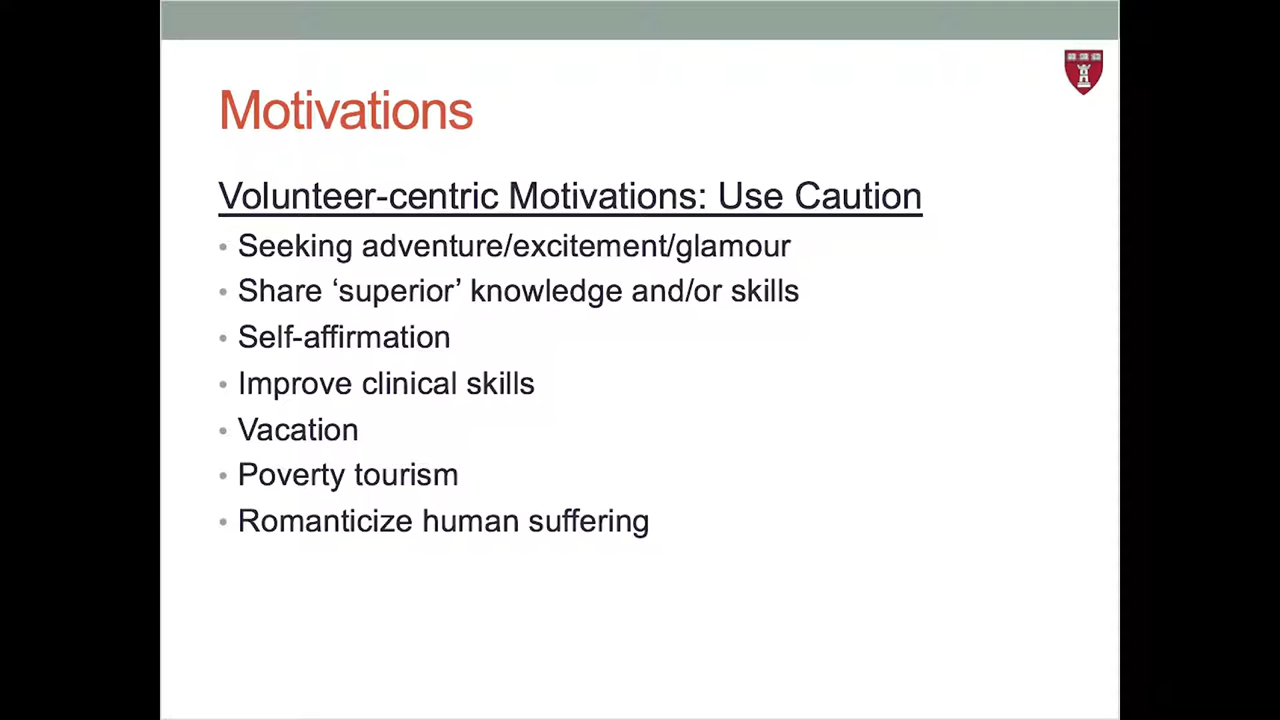 Motivations
Volunteer-centric Motivations: Use Caution
• Seeking adventure/excitement/glamour
• Share ‘superior’ knowledge and/or skills
• Self-affirmation
• Improve clinical skills
• Vacation
• Poverty tourism
• Romanticize human suffering